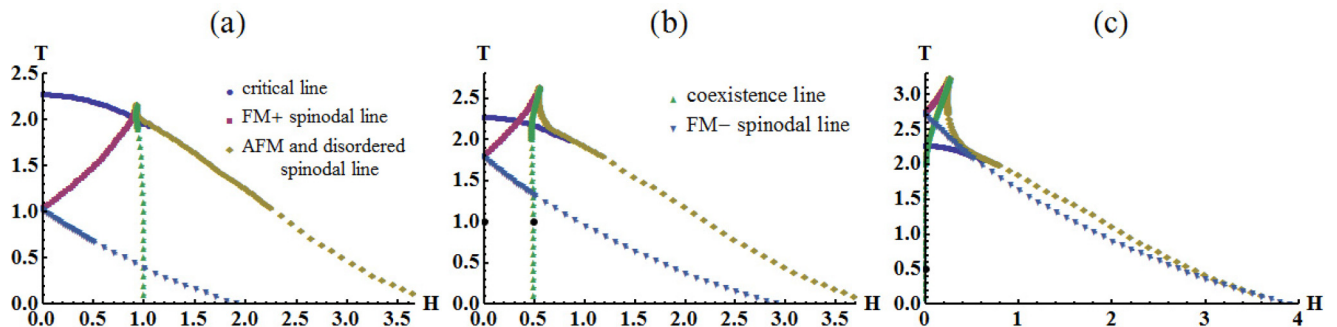 (a)
T
2.5
2.0
1.5
1.0
0.5
0.0
0.0 0.5 1.0 1.5 2.0 2.5 3.0 3.5 H
critical line
FM+ spinodal line
AFM and disordered
spinodal line
(b)
T
2.5
2.0
1.5
1.0
0.5
0.0
0.0 0.5 1.0 1.5 2.0 2.5 3.0 3.5 H
coexistence line
FM− spinodal line
(c)
T
3.0
2.5
2.0
1.5
1.0
0.5
0.0
0 1 2 3 4 H